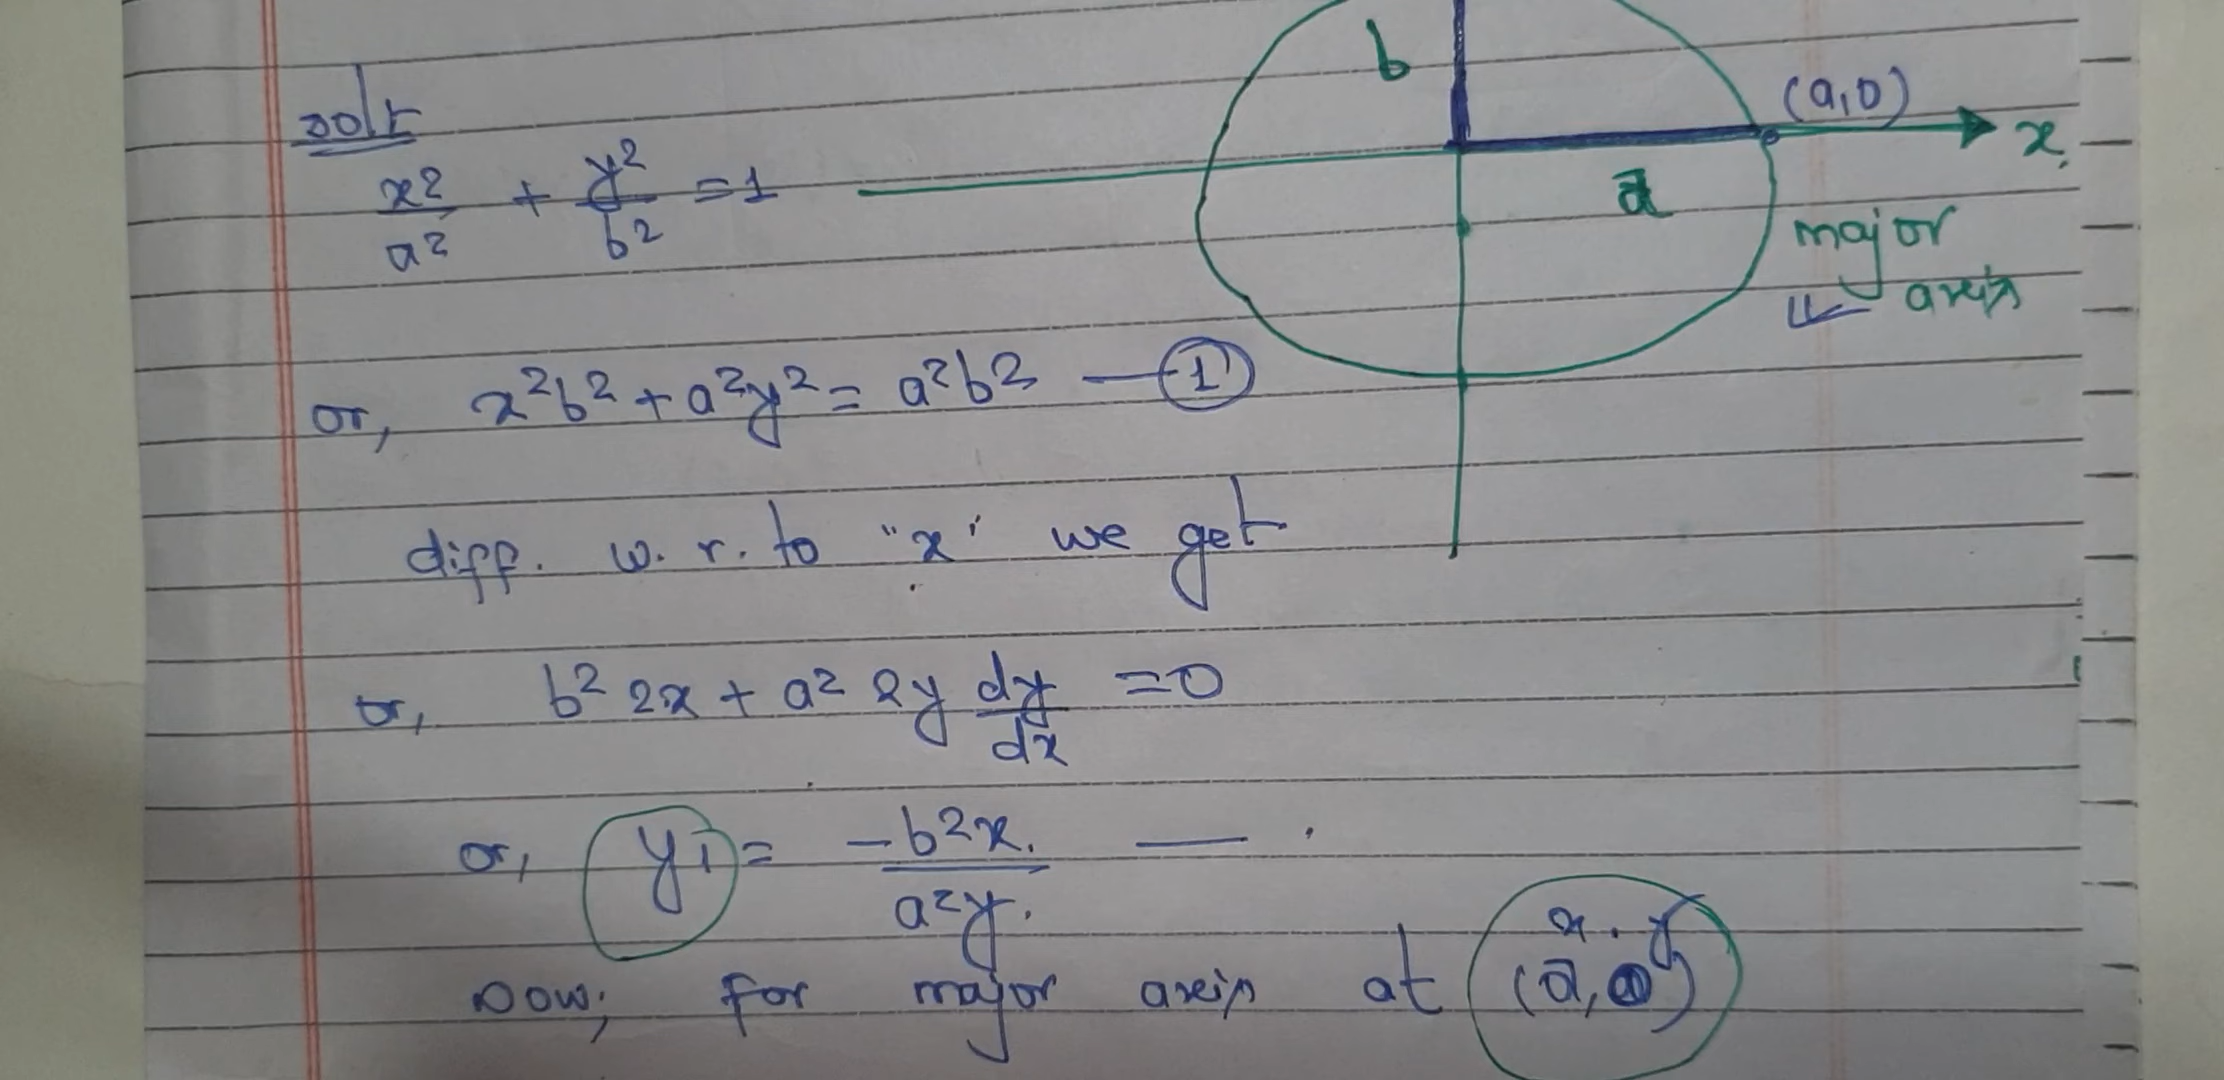 b
(a,0)
x
a
major
axis
soln
x²/a² + y²/b² = 1
or, x²b² + a²y² = a²b² — ①
diff. w. r. to "x' we get
or, b² 2x + a² 2y dy/dx = 0
or, y₁ = -b²x/a²y. —
x . y
Now; for major axis at (a, 0)